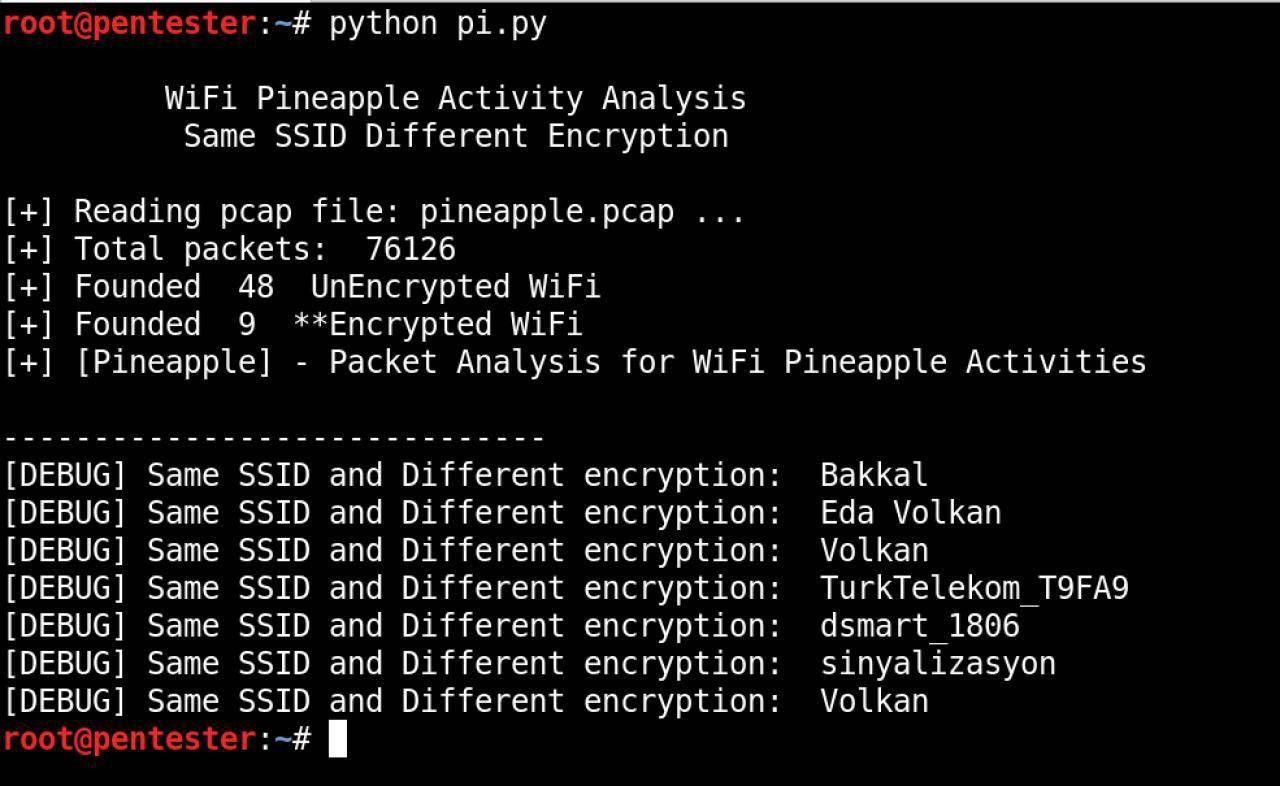 root@pentester:~# python pi.py
WiFi Pineapple Activity Analysis
Same SSID Different Encryption
[+] Reading pcap file: pineapple.pcap ...
[+] Total packets:  76126
[+] Founded  48  UnEncrypted WiFi
[+] Founded  9  **Encrypted WiFi
[+] [Pineapple] - Packet Analysis for WiFi Pineapple Activities
------------------------------
[DEBUG] Same SSID and Different encryption:  Bakkal
[DEBUG] Same SSID and Different encryption:  Eda Volkan
[DEBUG] Same SSID and Different encryption:  Volkan
[DEBUG] Same SSID and Different encryption:  TurkTelekom_T9FA9
[DEBUG] Same SSID and Different encryption:  dsmart_1806
[DEBUG] Same SSID and Different encryption:  sinyalizasyon
[DEBUG] Same SSID and Different encryption:  Volkan
root@pentester:~#